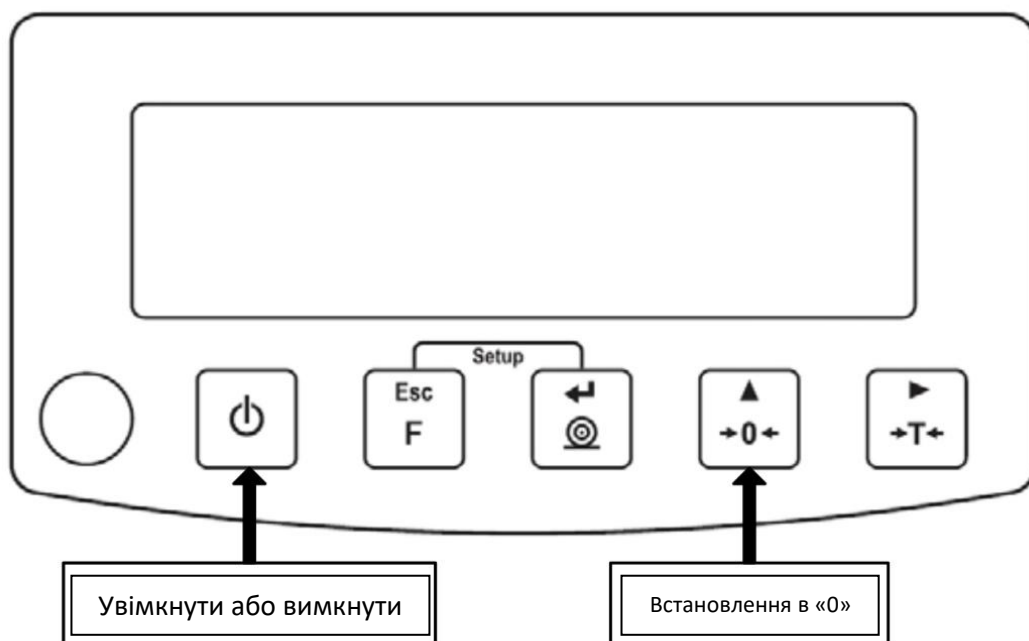 Setup
Esc
F
→0←
→T←
Увімкнути або вимкнути
Встановлення в «0»